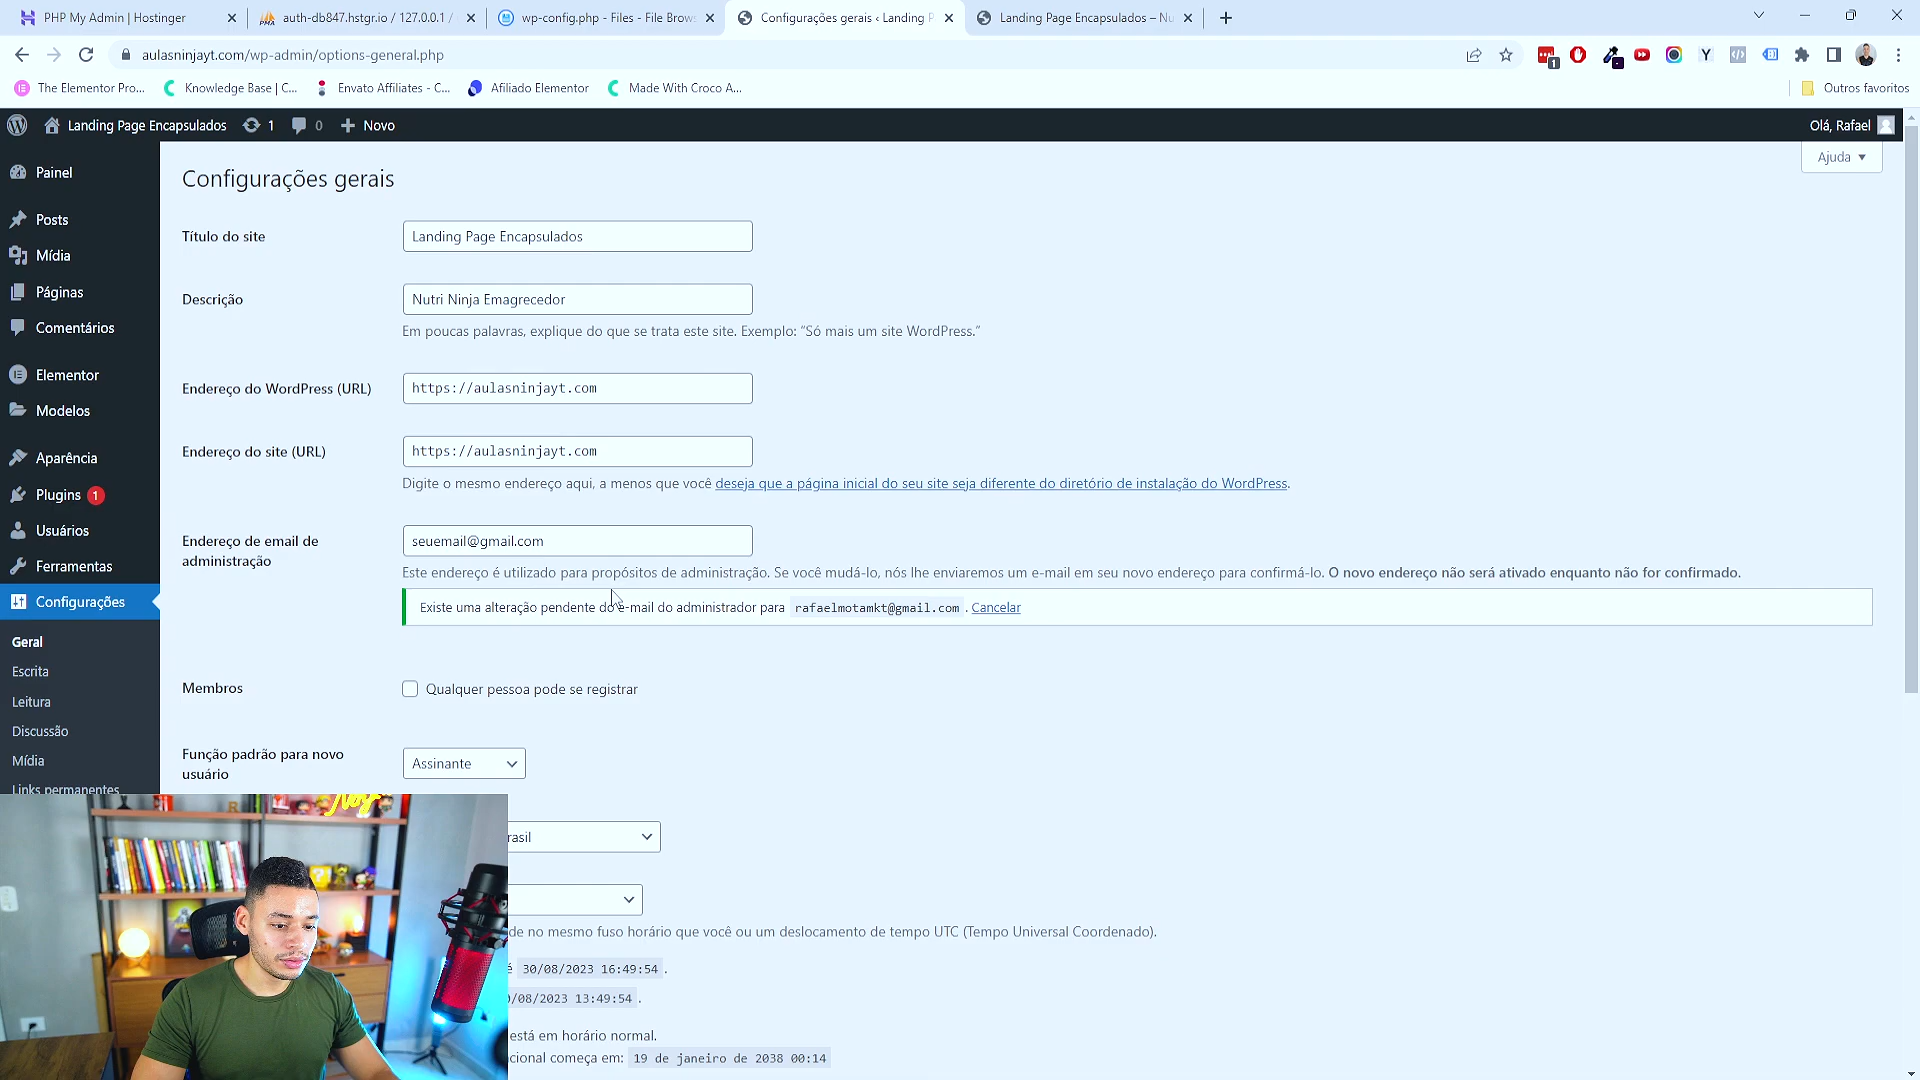 PHP My Admin | Hostinger
auth-db847.hstgr.io / 127.0.0.1 /
wp-config.php - Files - File Brows
Configurações gerais ‹ Landing P
Landing Page Encapsulados – Nu
aulasninjayt.com/wp-admin/options-general.php
The Elementor Pro...
Knowledge Base | C...
Envato Affiliates - C...
Afiliado Elementor
Made With Croco A...
Outros favoritos
Landing Page Encapsulados
1
0
Novo
Olá, Rafael
Ajuda
Painel
Posts
Mídia
Páginas
Comentários
Elementor
Modelos
Aparência
Plugins 1
Usuários
Ferramentas
Configurações
Geral
Escrita
Leitura
Discussão
Mídia
Links permanentes
Configurações gerais
Título do site
Landing Page Encapsulados
Descrição
Nutri Ninja Emagrecedor
Em poucas palavras, explique do que se trata este site. Exemplo: “Só mais um site WordPress.”
Endereço do WordPress (URL)
https://aulasninjayt.com
Endereço do site (URL)
https://aulasninjayt.com
Digite o mesmo endereço aqui, a menos que você deseja que a página inicial do seu site seja diferente do diretório de instalação do WordPress.
Endereço de email de
administração
seuemail@gmail.com
Este endereço é utilizado para propósitos de administração. Se você mudá-lo, nós lhe enviaremos um e-mail em seu novo endereço para confirmá-lo. O novo endereço não será ativado enquanto não for confirmado.
Existe uma alteração pendente do e-mail do administrador para rafaelmotamkt@gmail.com . Cancelar
Membros
Qualquer pessoa pode se registrar
Função padrão para novo
usuário
Assinante
rasil
de no mesmo fuso horário que você ou um deslocamento de tempo UTC (Tempo Universal Coordenado).
é 30/08/2023 16:49:54 .
0/08/2023 13:49:54 .
está em horário normal.
cional começa em: 19 de janeiro de 2038 00:14